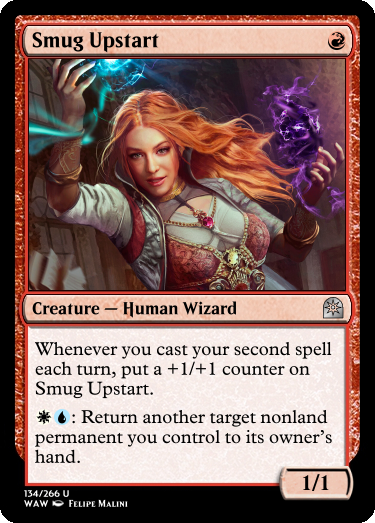 Smug Upstart
Creature — Human Wizard
Whenever you cast your second spell
each turn, put a +1/+1 counter on
Smug Upstart.
: Return another target nonland
permanent you control to its owner's
hand.
1/1
134/266 U
WAW Felipe Malini